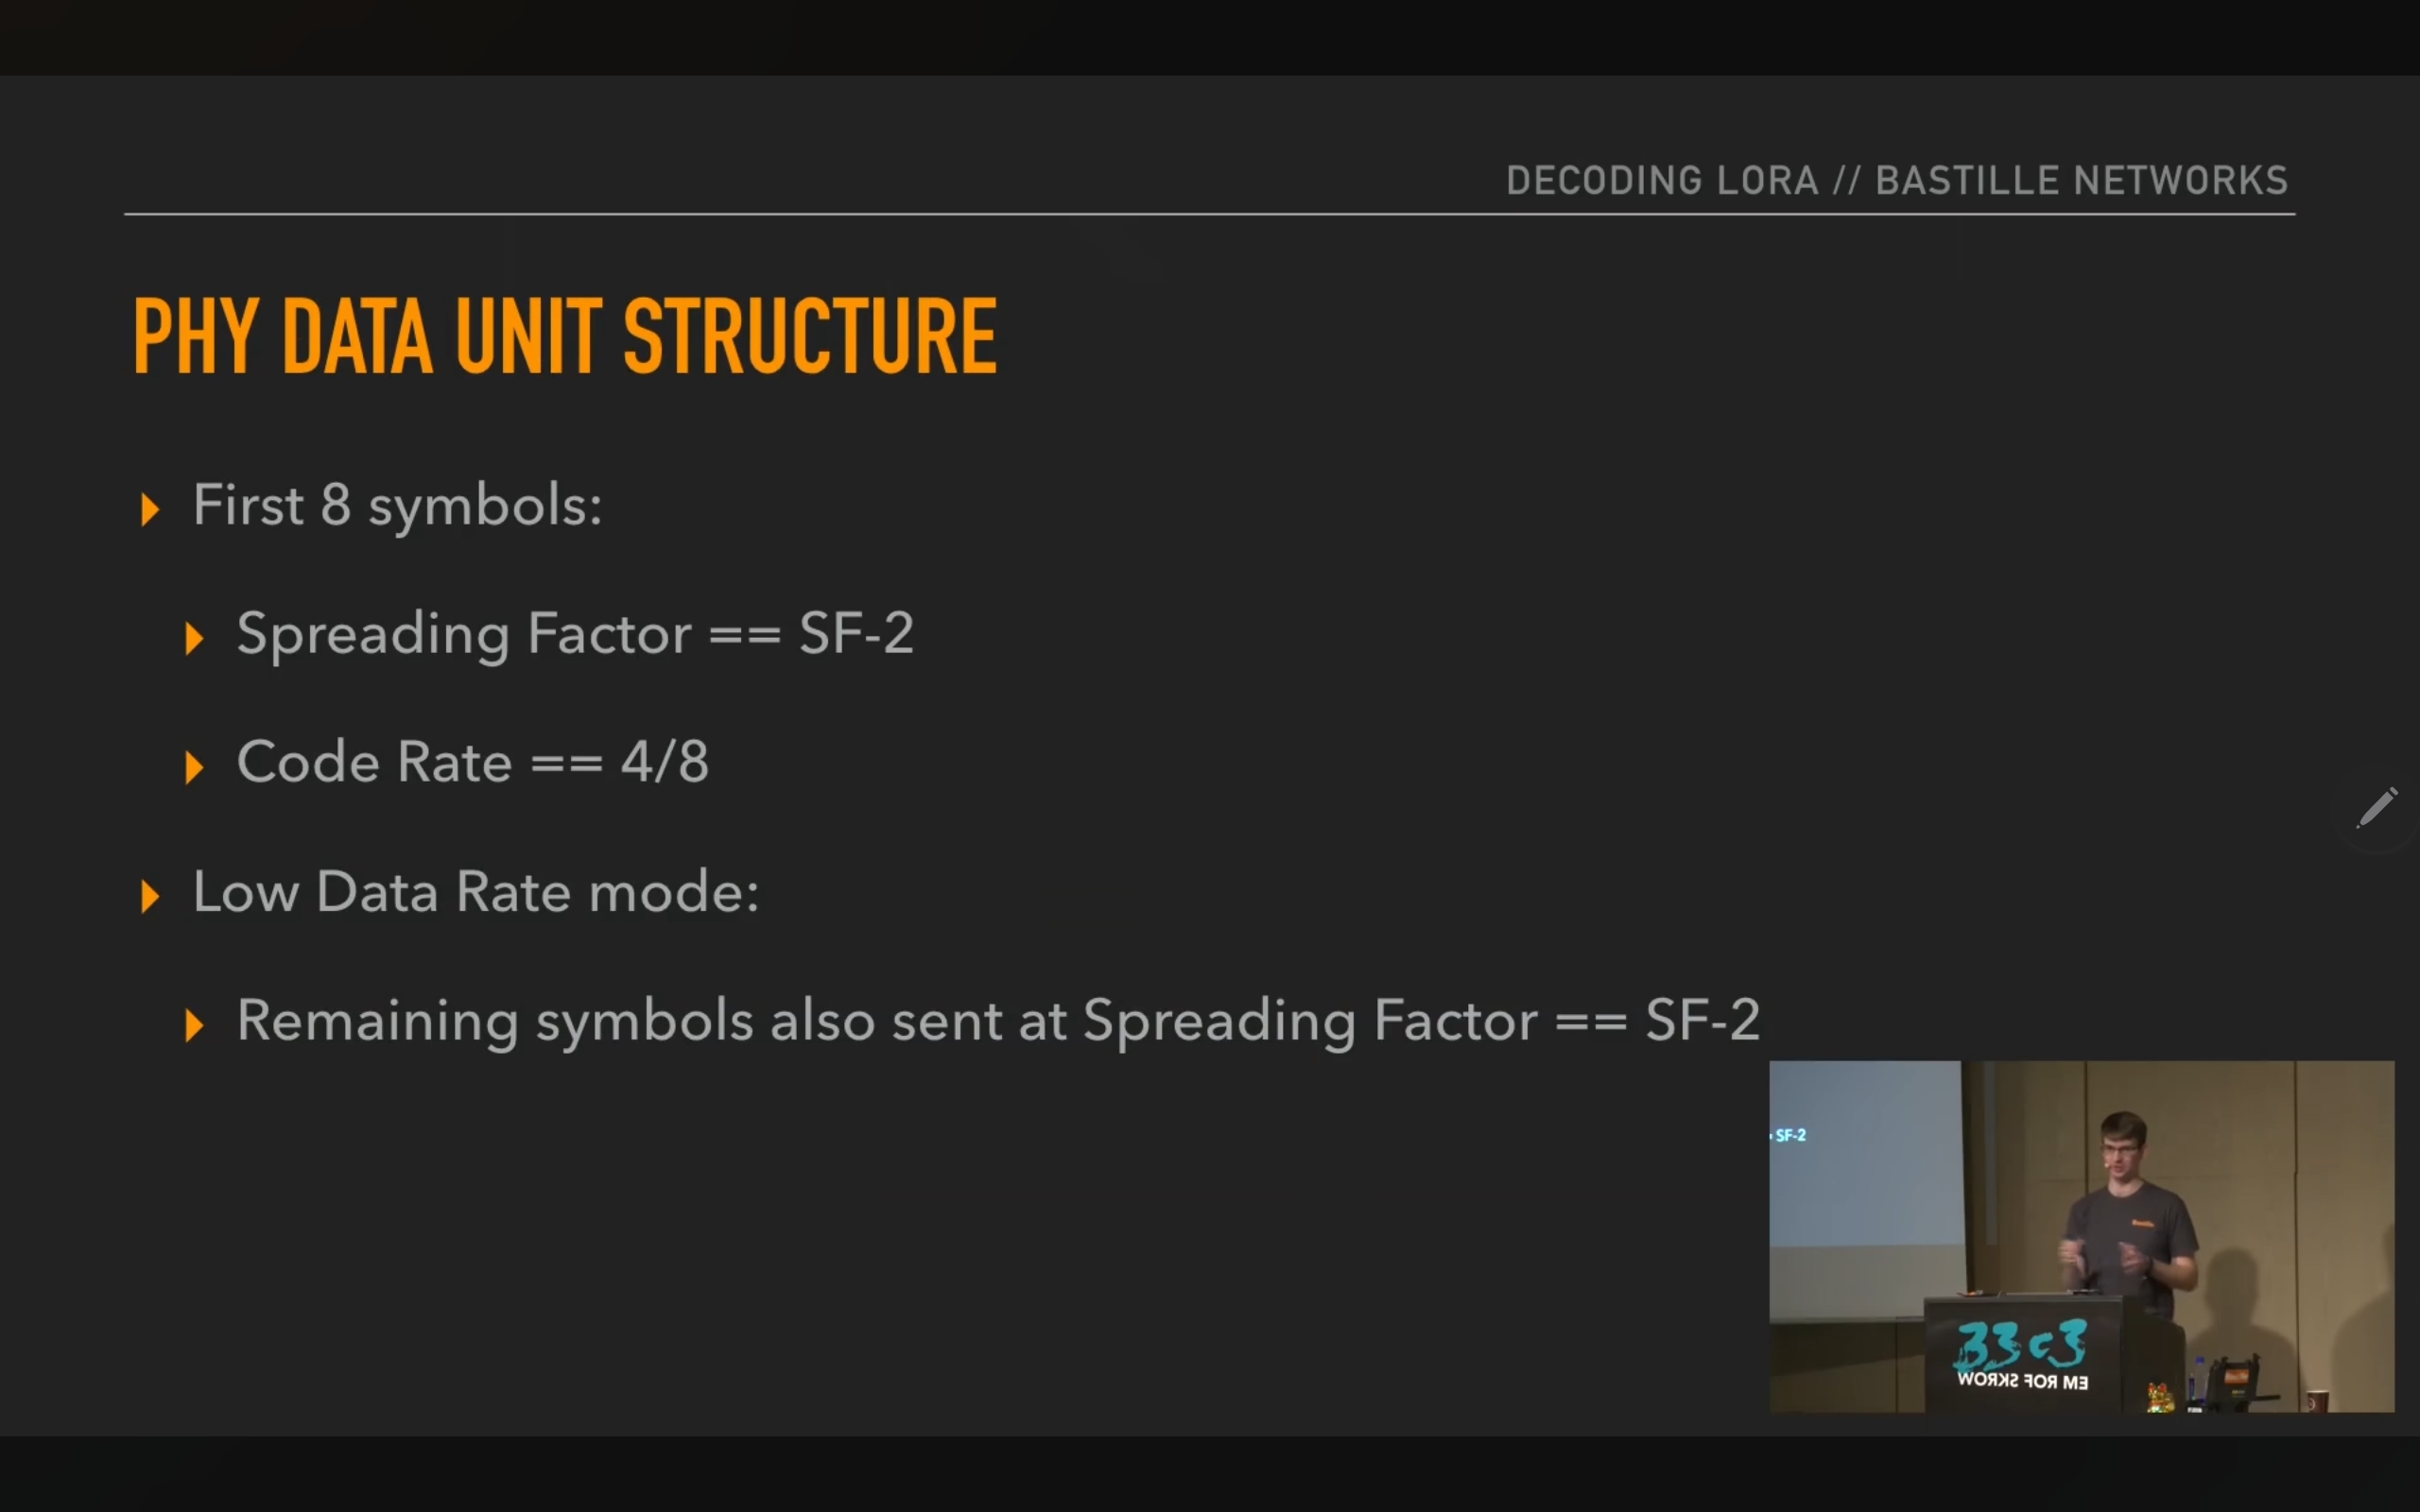 DECODING LORA // BASTILLE NETWORKS
PHY DATA UNIT STRUCTURE
First 8 symbols:
Spreading Factor == SF-2
Code Rate == 4/8
Low Data Rate mode:
Remaining symbols also sent at Spreading Factor == SF-2
SF-2
Bastille
33c3
WORKS FOR ME